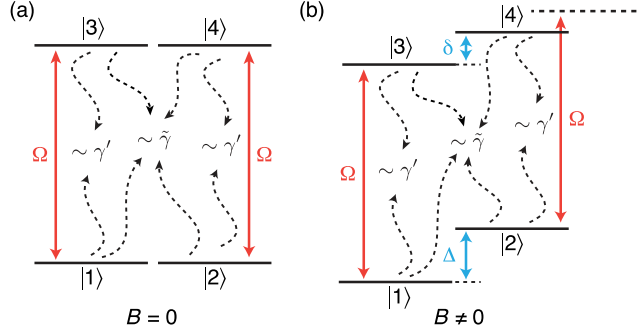 (a)
|3⟩ |4⟩
Ω ~ γ′ ~ γ̃ ~ γ′ Ω
|1⟩ |2⟩
B = 0
(b)
|4⟩
|3⟩ δ
Ω ~ γ′ ~ γ̃ ~ γ′ Ω
|2⟩
Δ
|1⟩
B ≠ 0